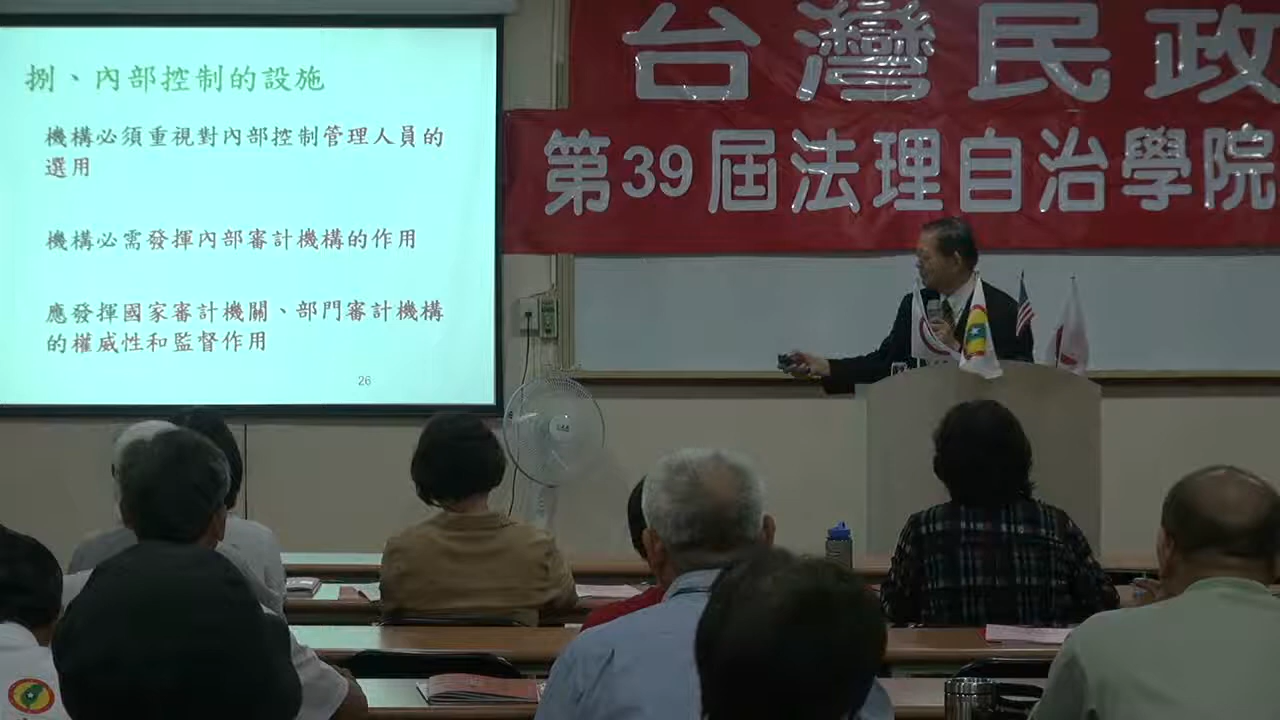 捌、內部控制的設施
機構必須重視對內部控制管理人員的
選用
機構必需發揮內部審計機構的作用
應發揮國家審計機關、部門審計機構
的權威性和監督作用
26
台灣民政
第39屆法理自治學院